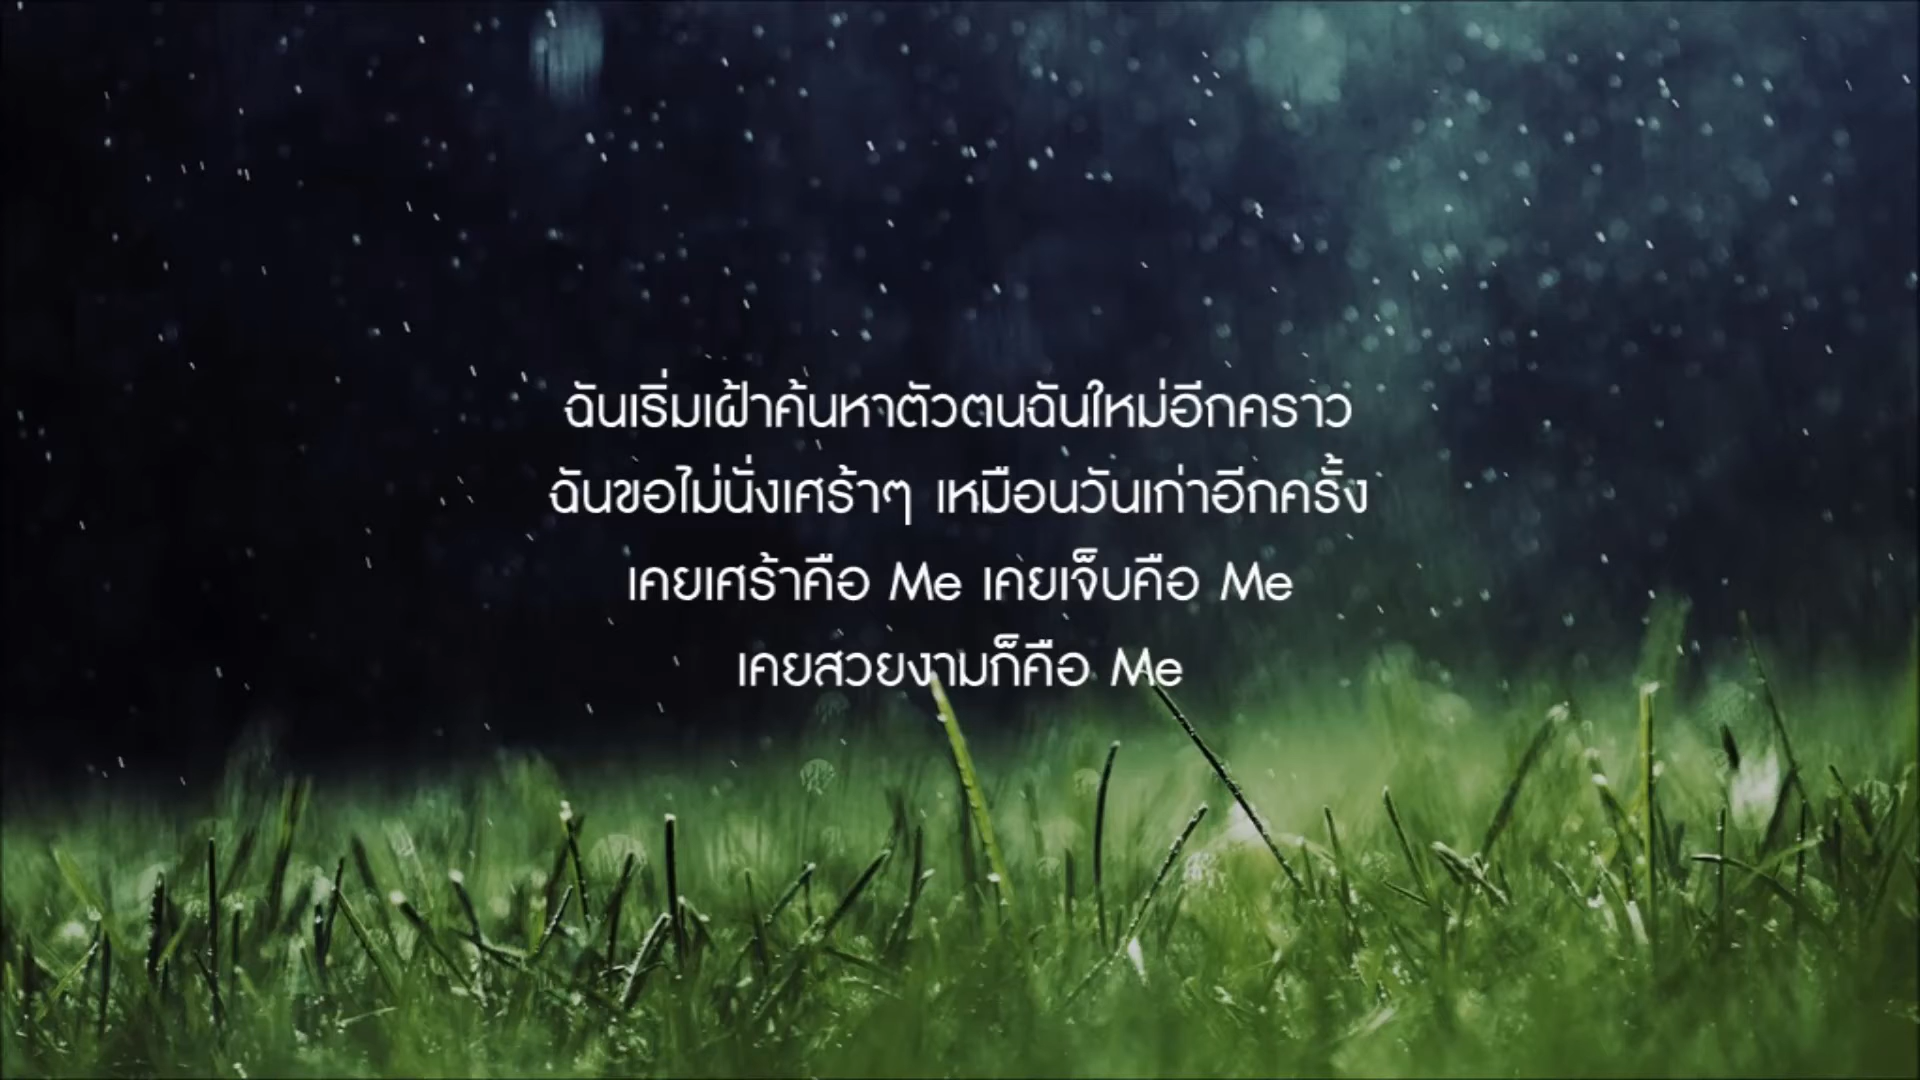 ฉันเริ่มเฝ้าค้นหาตัวตนฉันใหม่อีกคราว
ฉันขอไม่นั่งเศร้าๆ เหมือนวันเก่าอีกครั้ง
เคยเศร้าคือ Me เคยเจ็บคือ Me
เคยสวยงามก็คือ Me